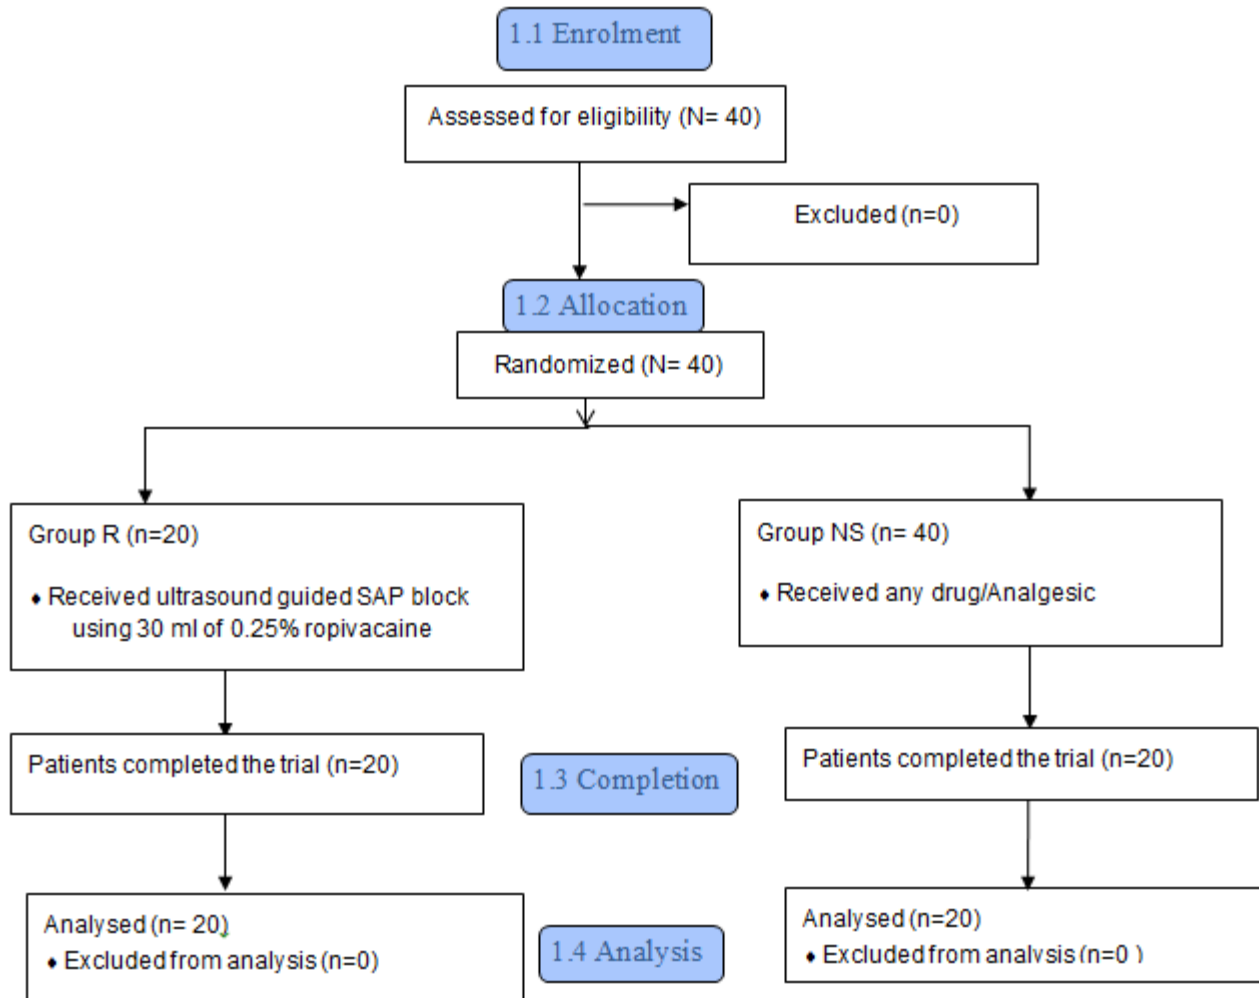 1.1 Enrolment
Assessed for eligibility (N= 40)
Excluded (n=0)
1.2 Allocation
Randomized (N= 40)
Group R (n=20)
♦ Received ultrasound guided SAP block
using 30 ml of 0.25% ropivacaine
Group NS (n= 40)
♦ Received any drug/Analgesic
Patients completed the trial (n=20)
1.3 Completion
Patients completed the trial (n=20)
Analysed (n= 20)
♦ Excluded from analysis (n=0)
1.4 Analysis
Analysed (n=20)
♦ Excluded from analysis (n=0 )